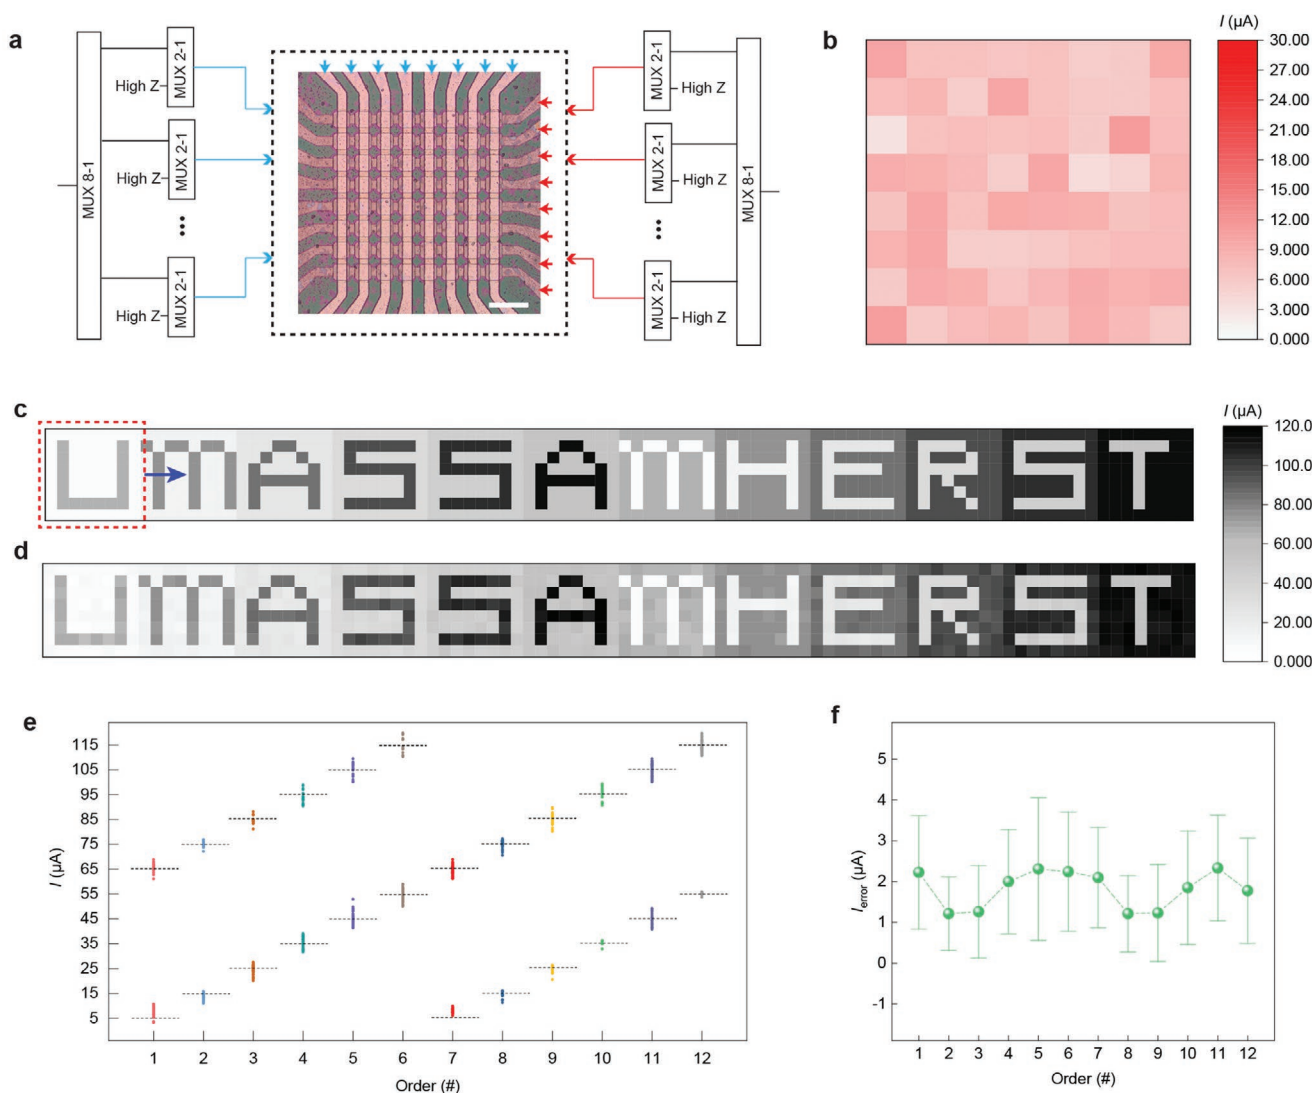 a
MUX 8-1
MUX 2-1
High Z
MUX 2-1
High Z
MUX 2-1
High Z
MUX 2-1
High Z
MUX 2-1
High Z
MUX 2-1
High Z
MUX 8-1
b
I (µA)
30.00
27.00
24.00
21.00
18.00
15.00
12.00
9.000
6.000
3.000
0.000
c
UMASSAMHERST
I (µA)
120.0
100.00
80.00
60.00
40.00
20.00
0.000
d
UMASSAMHERST
e
I (µA)
115
105
95
85
75
65
55
45
35
25
15
5
1 2 3 4 5 6 7 8 9 10 11 12
Order (#)
f
Ierror (µA)
5
4
3
2
1
0
-1
1 2 3 4 5 6 7 8 9 10 11 12
Order (#)